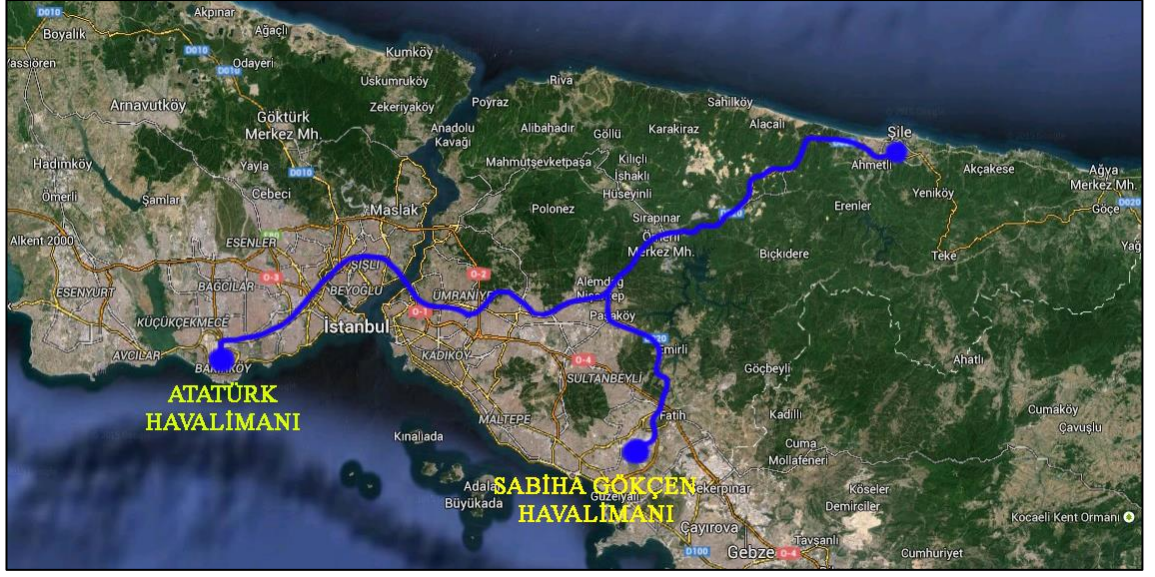 D010
Akpınar
Boyalık
Ağaçlı
D010
Kumköy
Yassıören
Odayeri
D010
Uskumruköy
Riva
Arnavutköy
Zekeriyaköy
Poyraz
Sahilköy
Göktürk
Merkez Mh.
Anadolu
Kavağı
Alibahadır
Göllü
Karakiraz
Alacalı
Şile
Hadımköy
Yayla
D010
Mahmutşevketpaşa
Kılıçlı
İshaklı
Ahmetli
Akçakese
Ağva
Merkez Mh.
Ömerli
Şamlar
Cebeci
Hüseyinli
Yeniköy
D020
Maslak
Polonez
Sırapınar
Erenler
Göçe
Alkent 2000
ESENLER
E80
Ömerli
Merkez Mh.
Bıçkıdere
Teke
Yağ
ŞİŞLİ
O-3
O-2
BAĞCILAR
ESENYURT
BEYOĞLU
ÜMRANİYE
Alemdağ
KÜÇÜKÇEKMECE
İstanbul
O-1
Paşaköy
AVCILAR
KADIKÖY
Emirli
BAKIRKÖY
O-4
SULTANBEYLİ
Göçbeyli
Ahatlı
ATATÜRK
HAVALİMANI
MALTEPE
Fatih
Kadıllı
Cumaköy
Çavuşlu
Kınalıada
Cuma
Mollafeneri
Adalar
Büyükada
SABİHA GÖKÇEN
HAVALİMANI
Güzelyalı
Şekerpınar
Köseler
Demirciler
Kocaeli Kent Ormanı
Çayırova
D100
Gebze
O-4
Tavşanlı
Cumhuriyet